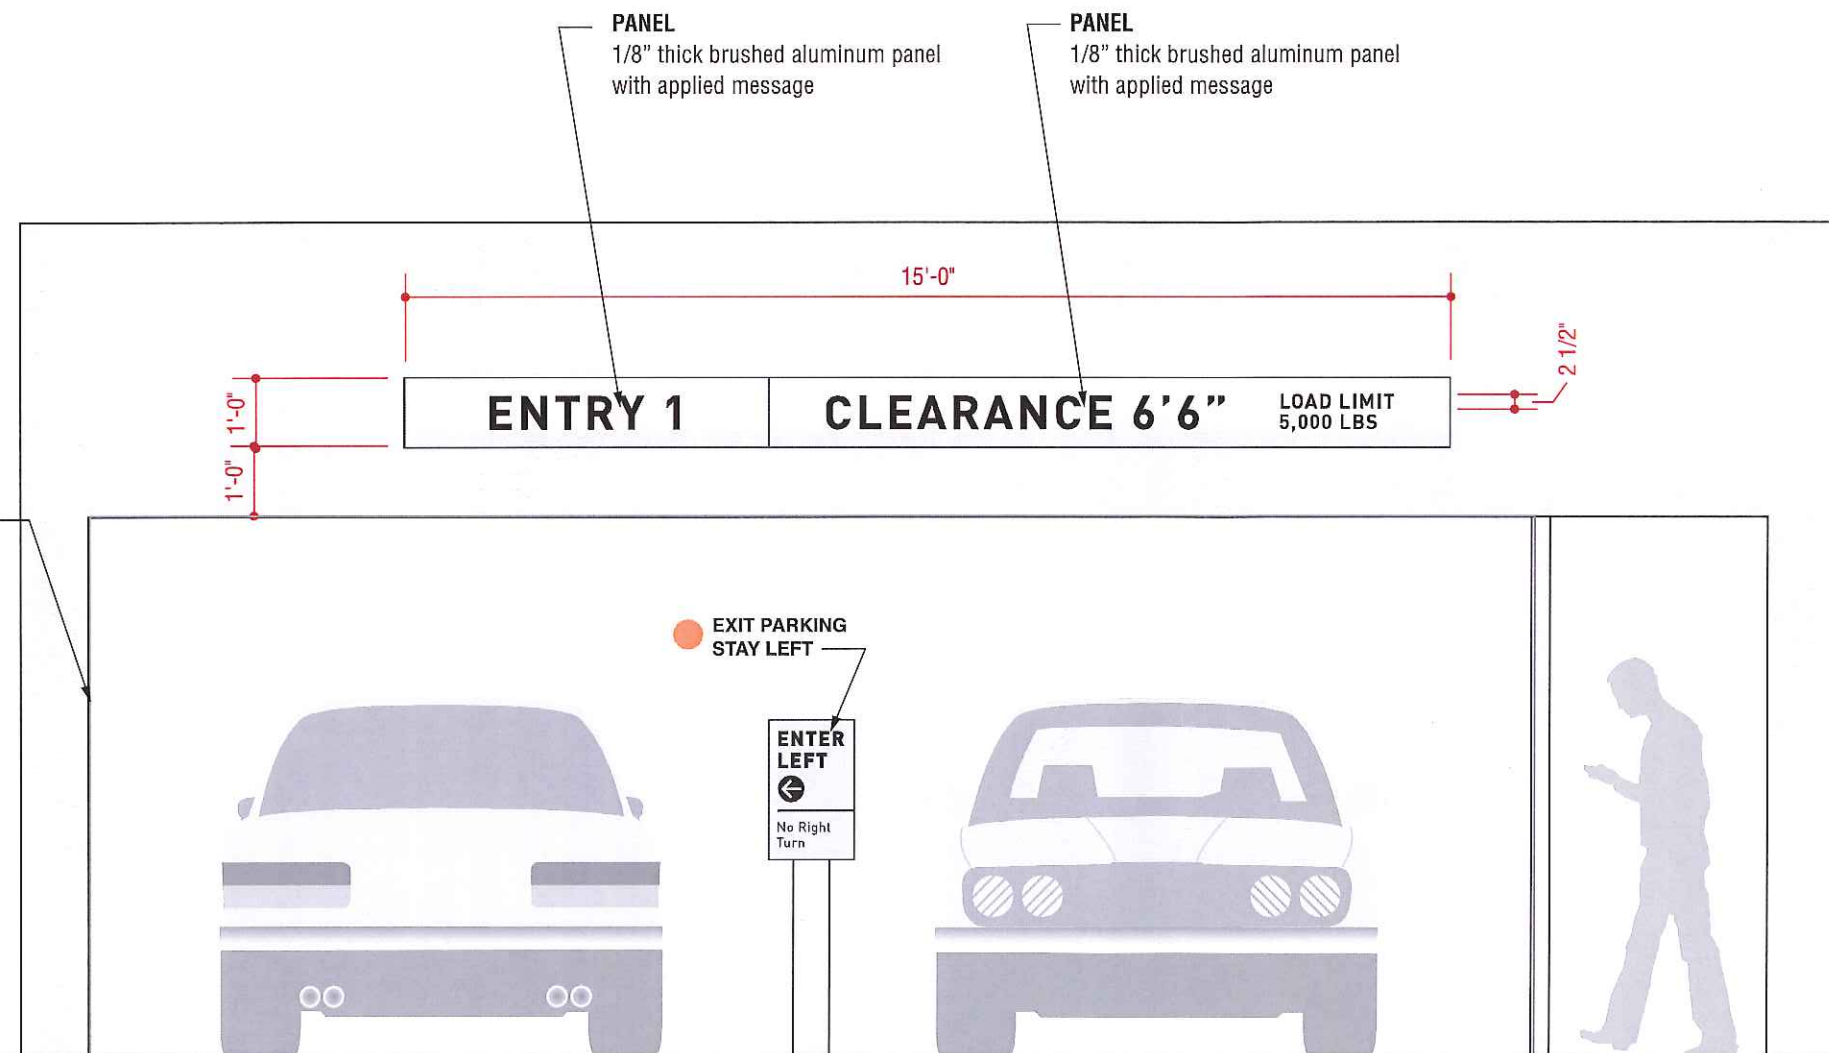 PANEL
1/8” thick brushed aluminum panel
with applied message
PANEL
1/8” thick brushed aluminum panel
with applied message
15'-0"
2 1/2"
1'-0"
ENTRY 1
CLEARANCE 6’6”
LOAD LIMIT
5,000 LBS
1'-0"
EXIT PARKING
STAY LEFT
ENTER
LEFT
No Right
Turn